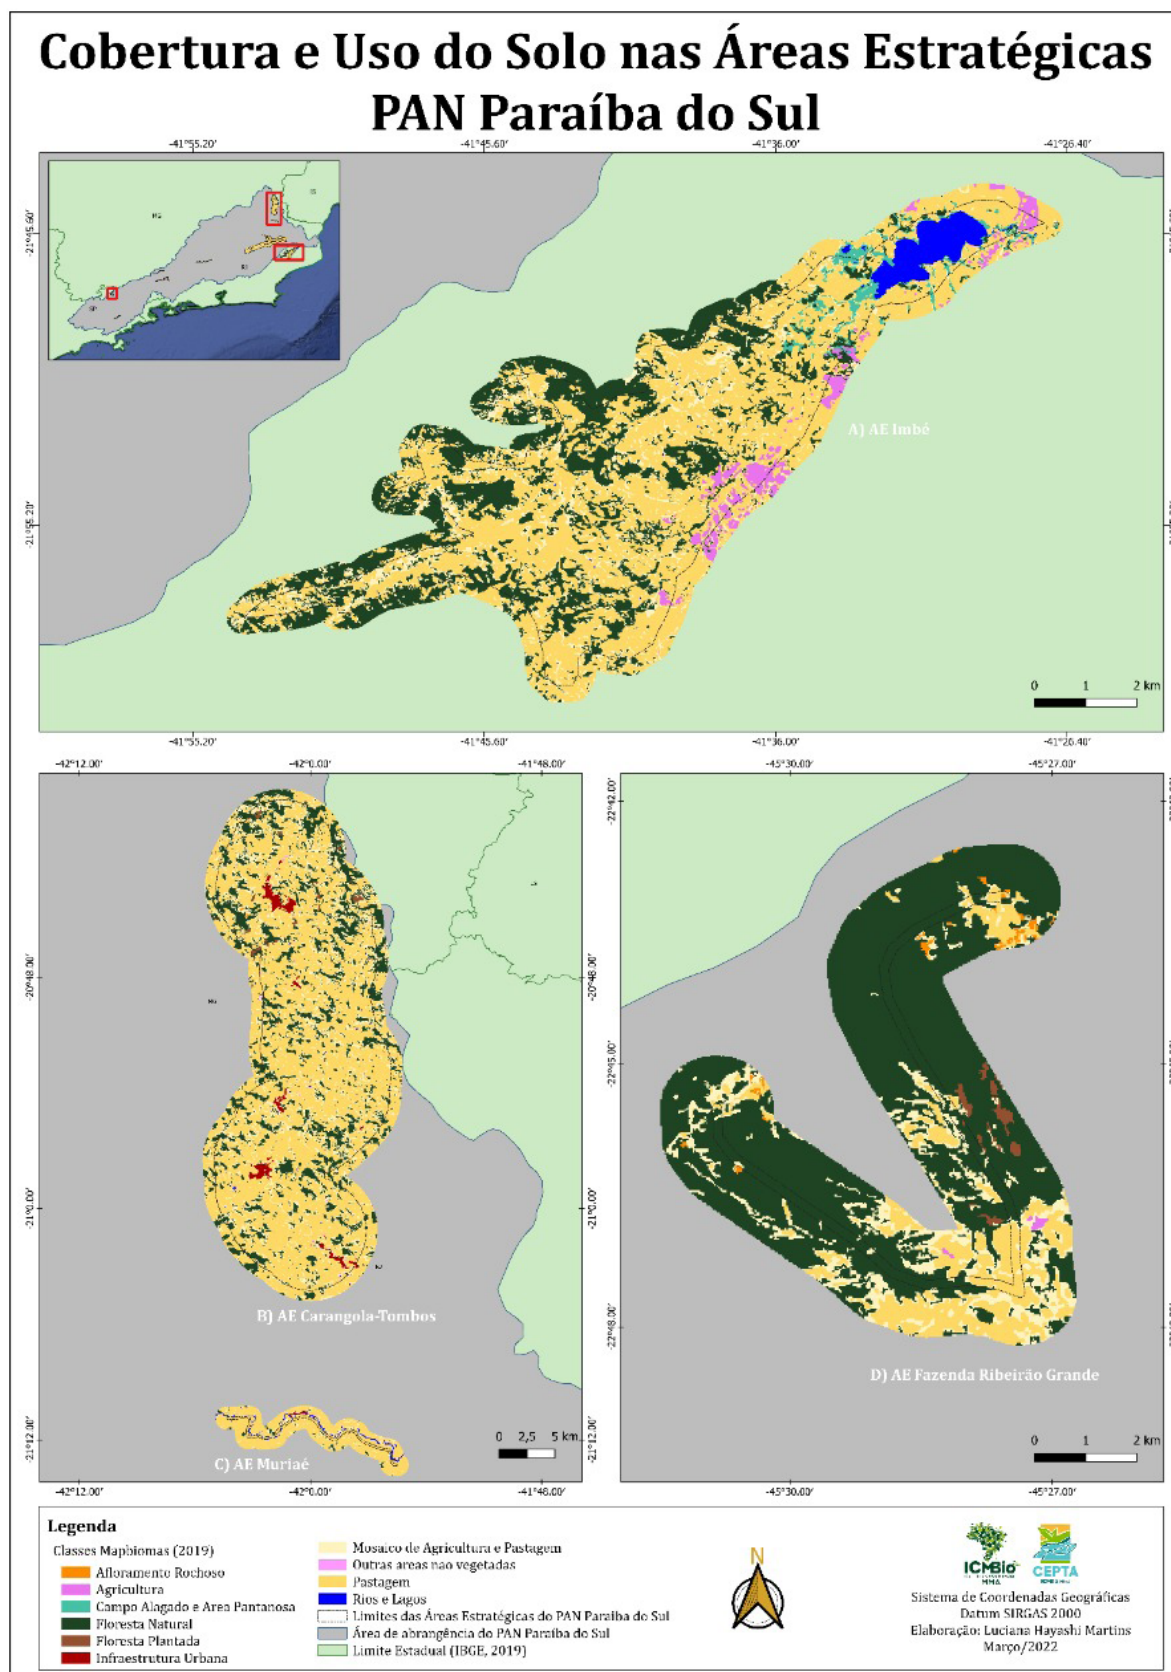 Cobertura e Uso do Solo nas Áreas Estratégicas
PAN Paraíba do Sul
-41°55.20' -41°45.60' -41°36.00' -41°26.40'
MG
ES
RJ
SP
A) AE Imbé
-21°55.20'
0 1 2 km
-41°55.20' -41°45.60' -41°36.00' -41°26.40'
-42°12.00' -42°0.00' -41°48.00'
-20°48.00'
-21°0.00'
-21°12.00'
MG
RJ
B) AE Carangola-Tombos
C) AE Muriaé
0 2,5 5 km
-42°12.00' -42°0.00' -41°48.00'
-45°30.00' -45°27.00'
-22°42.00'
-22°45.00'
-22°48.00'
D) AE Fazenda Ribeirão Grande
0 1 2 km
-45°30.00' -45°27.00'
Legenda
Classes Mapbiomas (2019)
Afloramento Rochoso
Agricultura
Campo Alagado e Area Pantanosa
Floresta Natural
Floresta Plantada
Infraestrutura Urbana
Mosaico de Agricultura e Pastagem
Outras areas nao vegetadas
Pastagem
Rios e Lagos
Limites das Áreas Estratégicas do PAN Paraiba do Sul
Área de abrangência do PAN Paraíba do Sul
Limite Estadual (IBGE, 2019)
N
ICMBio
MMA
CEPTA
Sistema de Coordenadas Geográficas
Datum SIRGAS 2000
Elaboração: Luciana Hayashi Martins
Março/2022